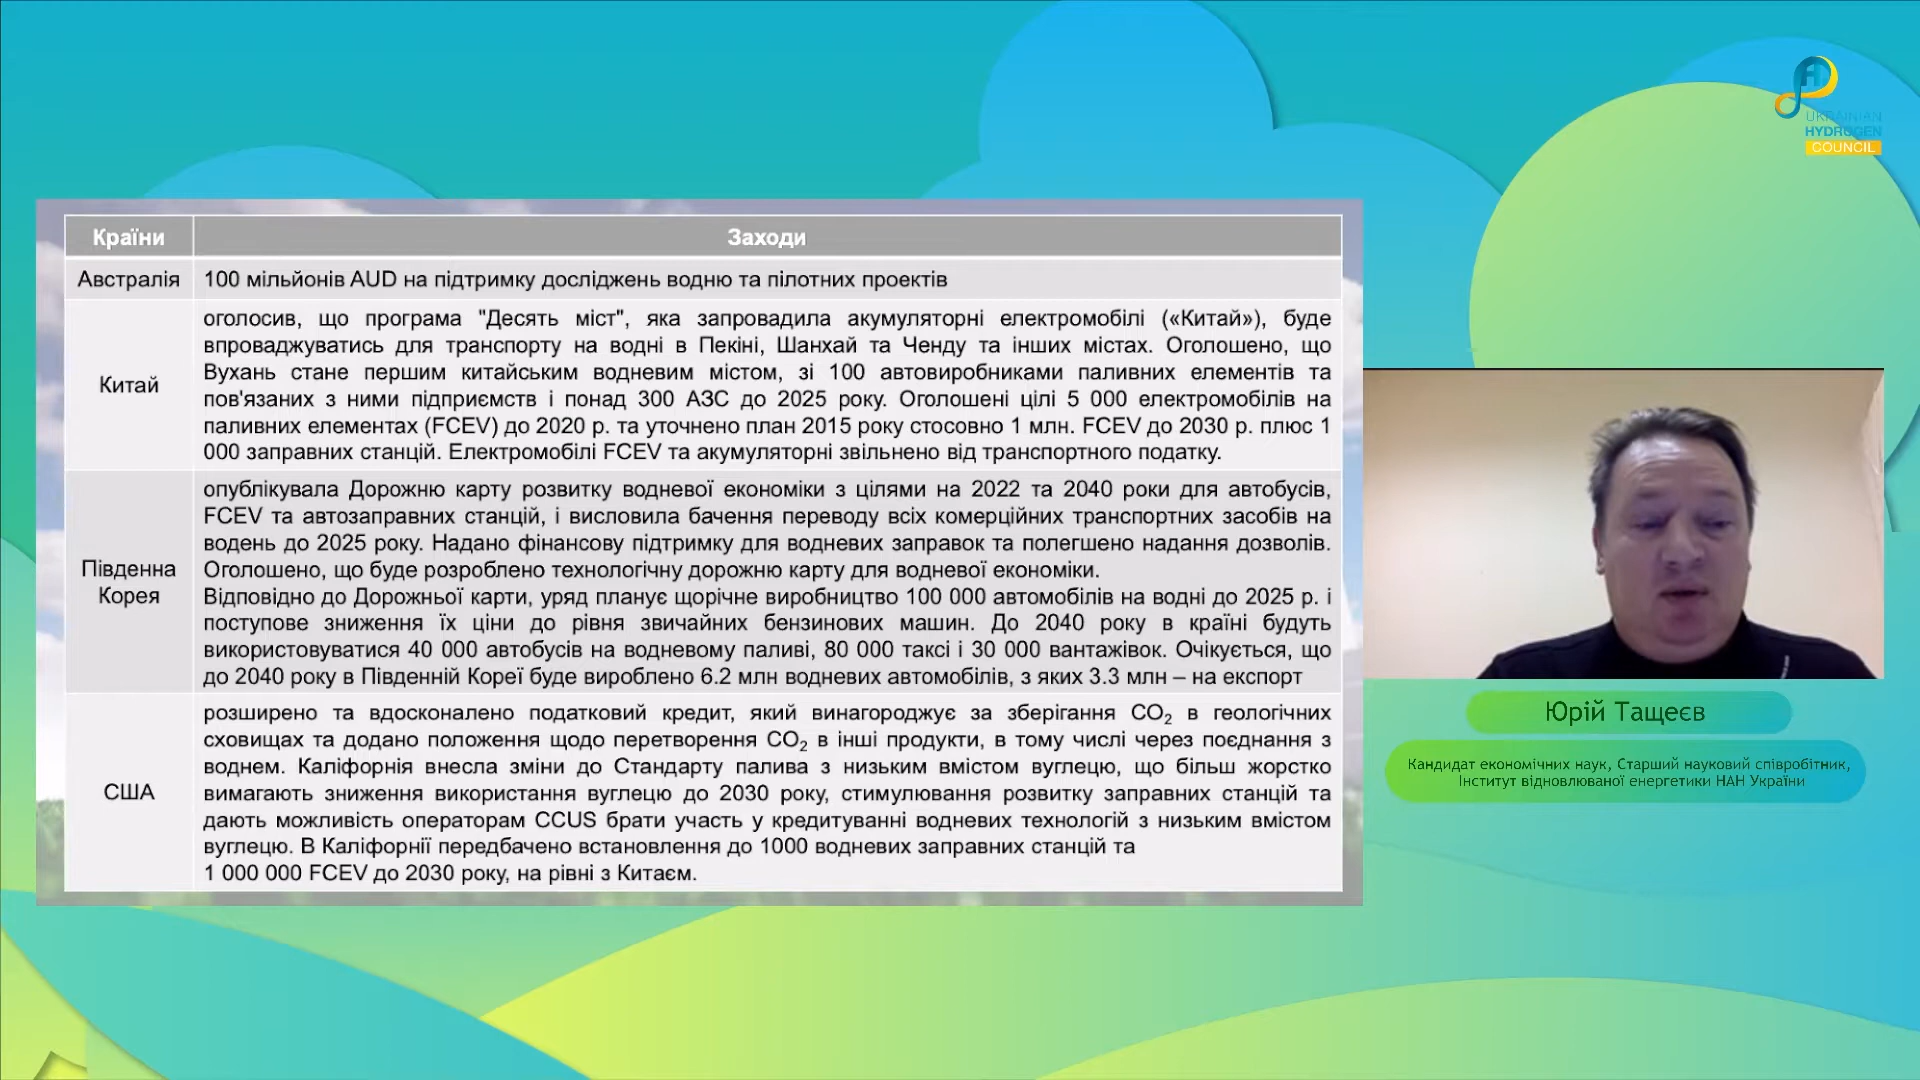 UKRAINIAN
HYDROGEN
COUNCIL
Країни
Заходи
Австралія
100 мільйонів AUD на підтримку досліджень водню та пілотних проектів
Китай
оголосив, що програма "Десять міст", яка запровадила акумуляторні електромобілі («Китай»), буде
впроваджуватись для транспорту на водні в Пекіні, Шанхай та Ченду та інших містах. Оголошено, що
Вухань стане першим китайським водневим містом, зі 100 автовиробниками паливних елементів та
пов'язаних з ними підприємств і понад 300 АЗС до 2025 року. Оголошені цілі 5 000 електромобілів на
паливних елементах (FCEV) до 2020 р. та уточнено план 2015 року стосовно 1 млн. FCEV до 2030 р. плюс 1
000 заправних станцій. Електромобілі FCEV та акумуляторні звільнено від транспортного податку.
Південна
Корея
опублікувала Дорожню карту розвитку водневої економіки з цілями на 2022 та 2040 роки для автобусів,
FCEV та автозаправних станцій, і висловила бачення переводу всіх комерційних транспортних засобів на
водень до 2025 року. Надано фінансову підтримку для водневих заправок та полегшено надання дозволів.
Оголошено, що буде розроблено технологічну дорожню карту для водневої економіки.
Відповідно до Дорожньої карти, уряд планує щорічне виробництво 100 000 автомобілів на водні до 2025 р. і
поступове зниження їх ціни до рівня звичайних бензинових машин. До 2040 року в країні будуть
використовуватися 40 000 автобусів на водневому паливі, 80 000 таксі і 30 000 вантажівок. Очікується, що
до 2040 року в Південній Кореї буде вироблено 6.2 млн водневих автомобілів, з яких 3.3 млн – на експорт
США
розширено та вдосконалено податковий кредит, який винагороджує за зберігання CO₂ в геологічних
сховищах та додано положення щодо перетворення CO₂ в інші продукти, в тому числі через поєднання з
воднем. Каліфорнія внесла зміни до Стандарту палива з низьким вмістом вуглецю, що більш жорстко
вимагають зниження використання вуглецю до 2030 року, стимулювання розвитку заправних станцій та
дають можливість операторам CCUS брати участь у кредитуванні водневих технологій з низьким вмістом
вуглецю. В Каліфорнії передбачено встановлення до 1000 водневих заправних станцій та
1 000 000 FCEV до 2030 року, на рівні з Китаєм.
Юрій Тащеєв
Кандидат економічних наук, Старший науковий співробітник,
Інститут відновлюваної енергетики НАН України